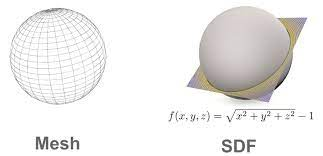 f(x, y, z) = √(x² + y² + z²) − 1
Mesh
SDF